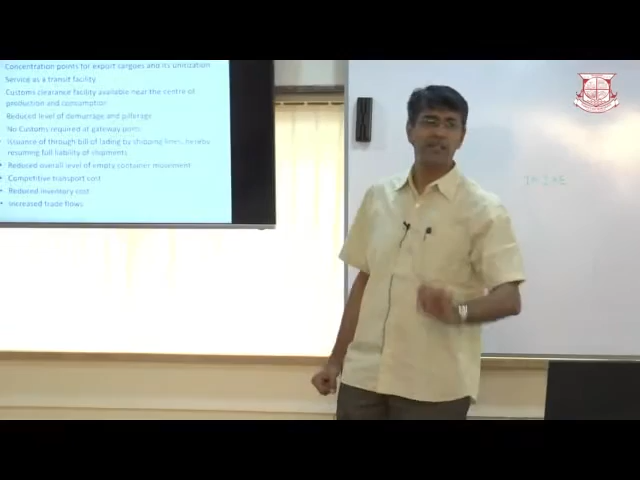 Concentration points for export cargoes and its unitization
Service as a transit facility
Customs clearance facility available near the centre of
production and consumption
Reduced level of demurrage and pilferage
No Customs required at gateway ports
Issuance of through bill of lading by shipping lines, hereby
resuming full liability of shipments
Reduced overall level of empty container movement
Competitive transport cost
Reduced inventory cost
Increased trade flows